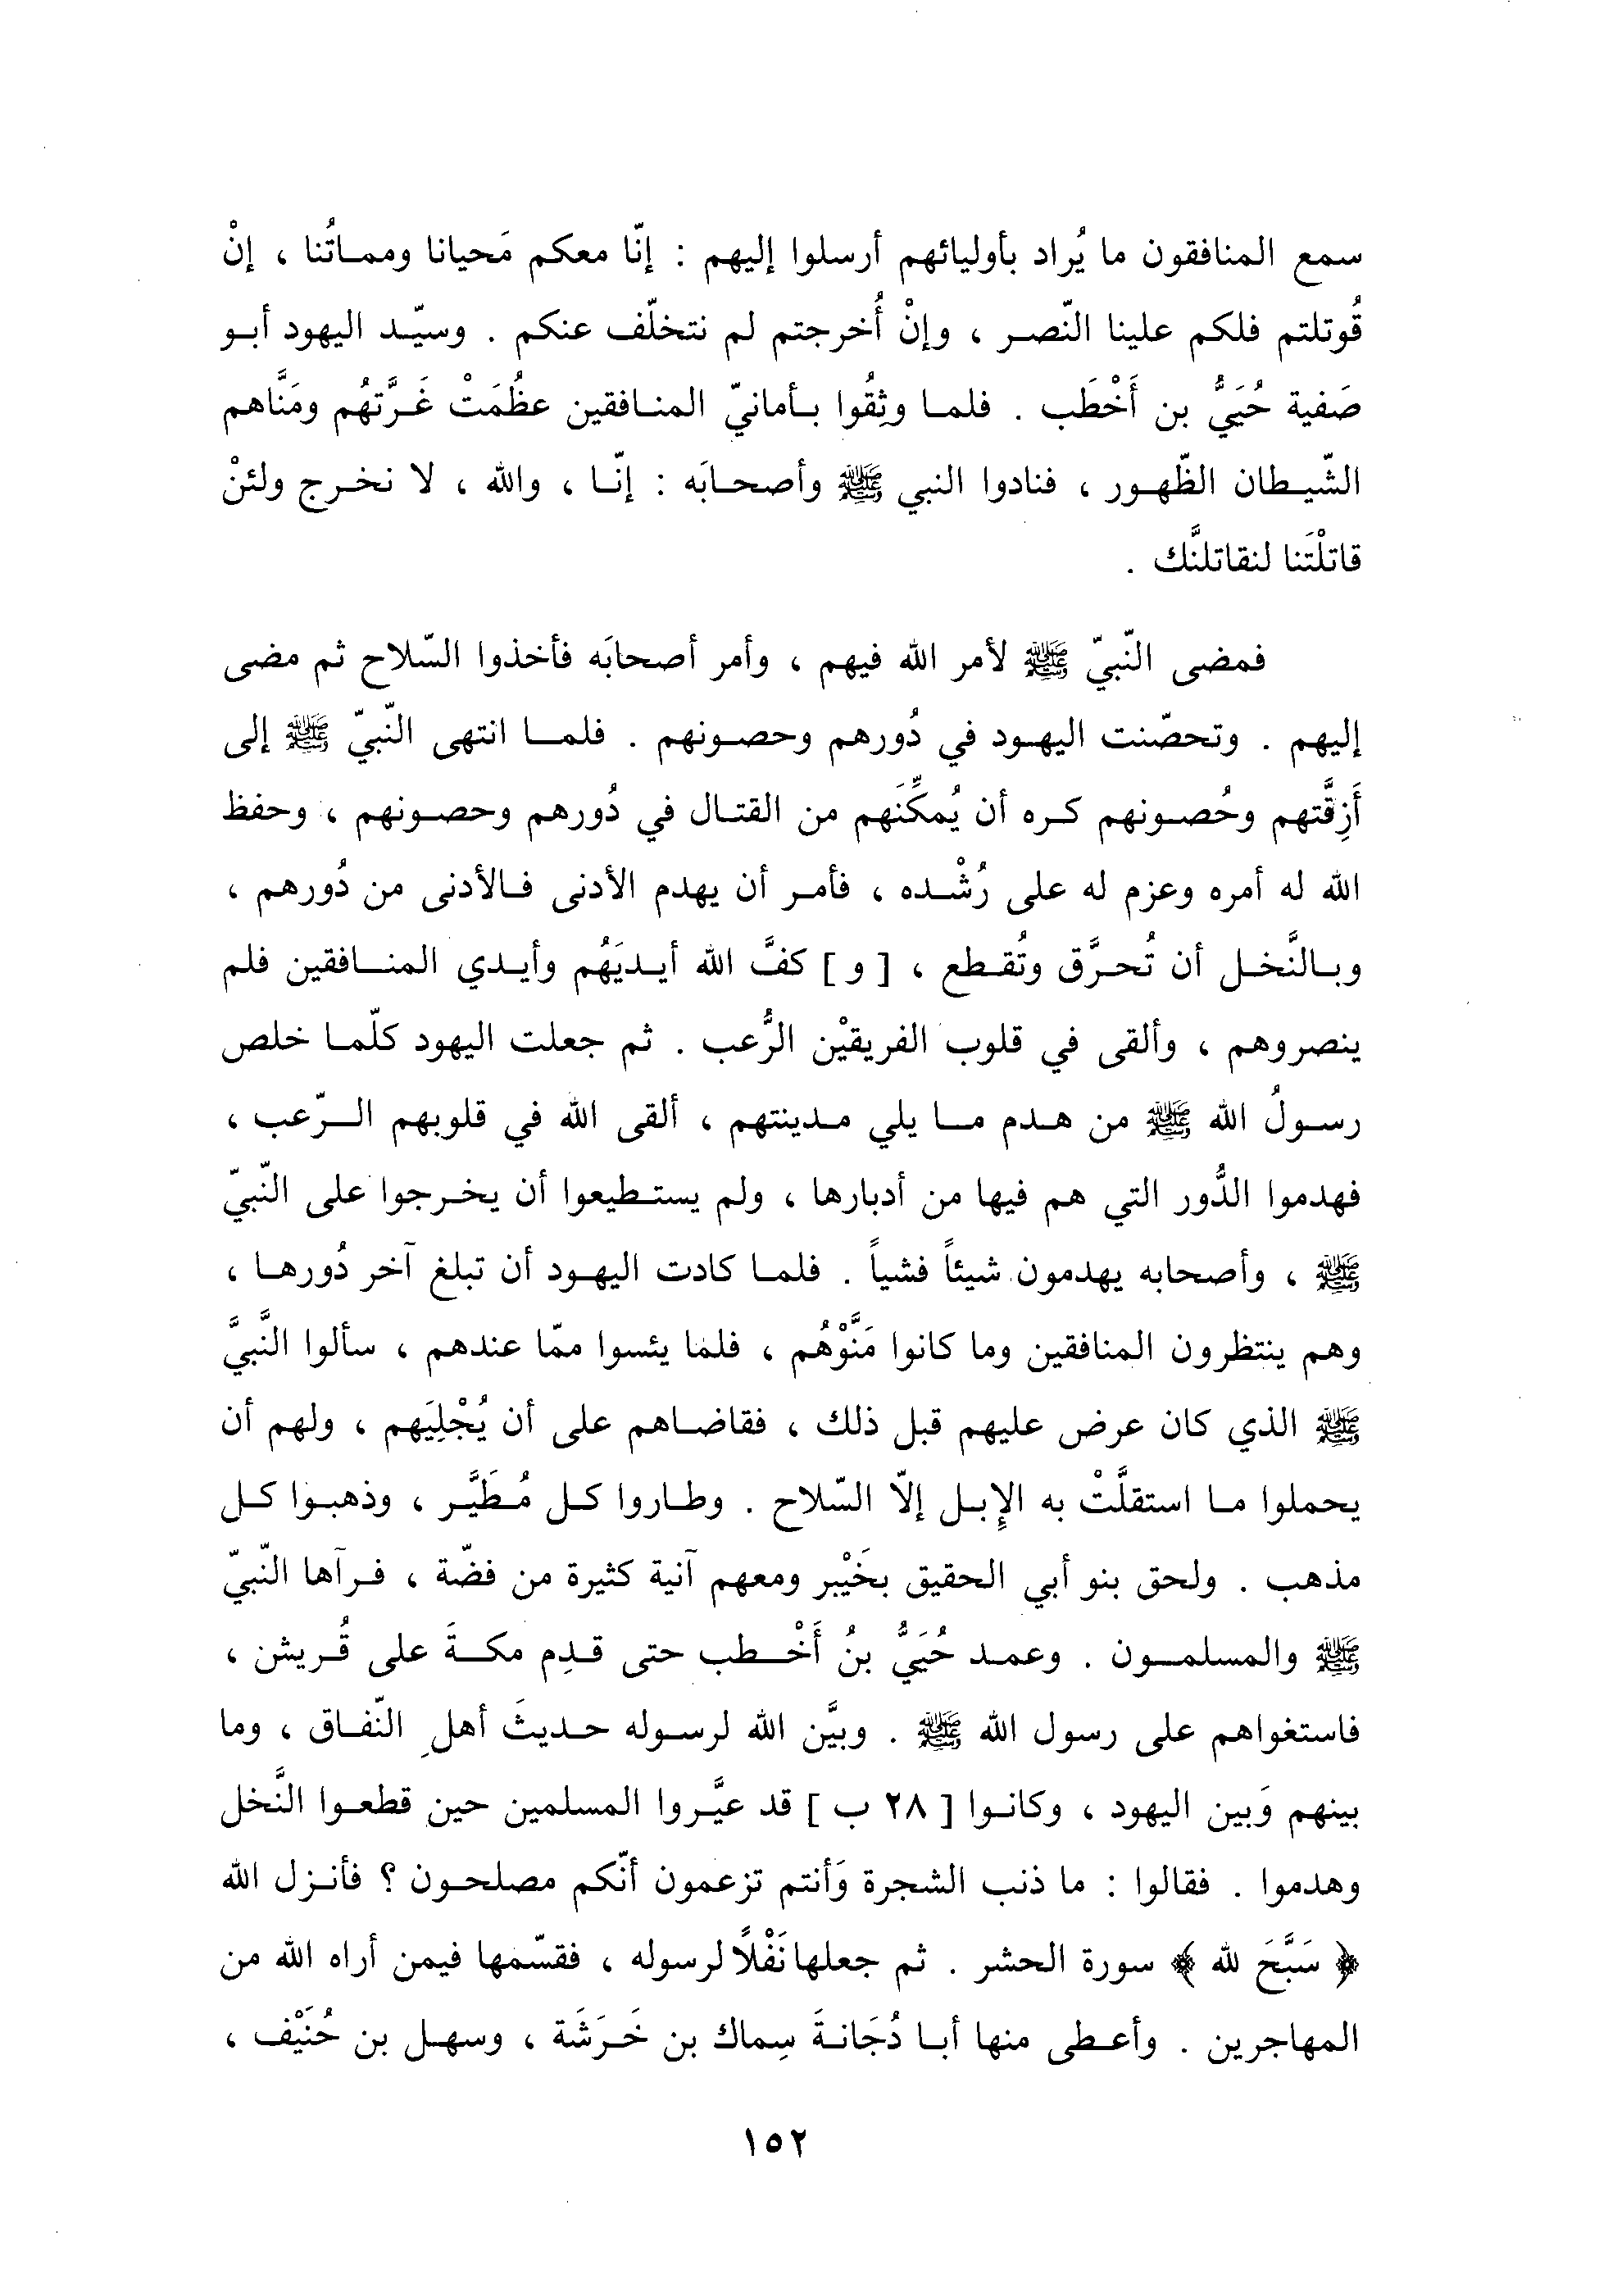 سمع المنافقون ما يُراد بأوليائهم أرسلوا إليهم : إنّا معكم مَحيانا ومماتُنا ، إنْ
قُوتلتم فلكم علينا النّصر ، وإنْ أُخرجتم لم نتخلّف عنكم . وسيّد اليهود أبو
صَفية حُيَيُّ بن أَخْطَب . فلما وثِقُوا بأمانيّ المنافقين عظُمَتْ غَرَّتهُم ومَنَّاهم
الشّيطان الظّهور ، فنادوا النبي ﷺ وأصحابَه : إنّا ، والله ، لا نخرج ولئنْ
قاتلْتَنا لنقاتلنَّك .
فمضى النّبيّ ﷺ لأمر الله فيهم ، وأمر أصحابَه فأخذوا السّلاح ثم مضى
إليهم . وتحصّنت اليهود في دُورهم وحصونهم . فلما انتهى النّبيّ ﷺ إلى
أَزِقَّتهم وحُصونهم كره أن يُمكِّنَهم من القتال في دُورهم وحصونهم ، وحفظ
الله له أمره وعزم له على رُشْده ، فأمر أن يهدم الأدنى فالأدنى من دُورهم ،
وبالنَّخل أن تُحرَّق وتُقطع ، [ و ] كفَّ الله أيديَهُم وأيدي المنافقين فلم
ينصروهم ، وألقى في قلوب الفريقيْن الرُّعب . ثم جعلت اليهود كلّما خلص
رسولُ الله ﷺ من هدم ما يلي مدينتهم ، ألقى الله في قلوبهم الرّعب ،
فهدموا الدُّور التي هم فيها من أدبارها ، ولم يستطيعوا أن يخرجوا على النّبيّ
ﷺ ، وأصحابه يهدمون شيئاً فشياً . فلما كادت اليهود أن تبلغ آخر دُورها ،
وهم ينتظرون المنافقين وما كانوا مَنَّوْهُم ، فلما يئسوا ممّا عندهم ، سألوا النَّبيَّ
ﷺ الذي كان عرض عليهم قبل ذلك ، فقاضاهم على أن يُجْلِيَهم ، ولهم أن
يحملوا ما استقلَّتْ به الإِبل إلاّ السّلاح . وطاروا كل مُطَيَّر ، وذهبوا كل
مذهب . ولحق بنو أبي الحقيق بخَيْبر ومعهم آنية كثيرة من فضّة ، فرآها النّبيّ
ﷺ والمسلمون . وعمد حُيَيُّ بنُ أَخْطب حتى قدِم مكةَ على قُريش ،
فاستغواهم على رسول الله ﷺ . وبيَّن الله لرسوله حديثَ أهلِ النّفاق ، وما
بينهم وَبين اليهود ، وكانوا [ ٢٨ ب ] قد عيَّروا المسلمين حين قطعوا النَّخل
وهدموا . فقالوا : ما ذنب الشجرة وَأنتم تزعمون أنّكم مصلحون ؟ فأنزل الله
﴿ سَبَّحَ لله ﴾ سورة الحشر . ثم جعلها نَفْلاً لرسوله ، فقسّمها فيمن أراه الله من
المهاجرين . وأعطى منها أبا دُجَانةَ سِماك بن خَرَشَة ، وسهل بن حُنَيْف ،
١٥٢